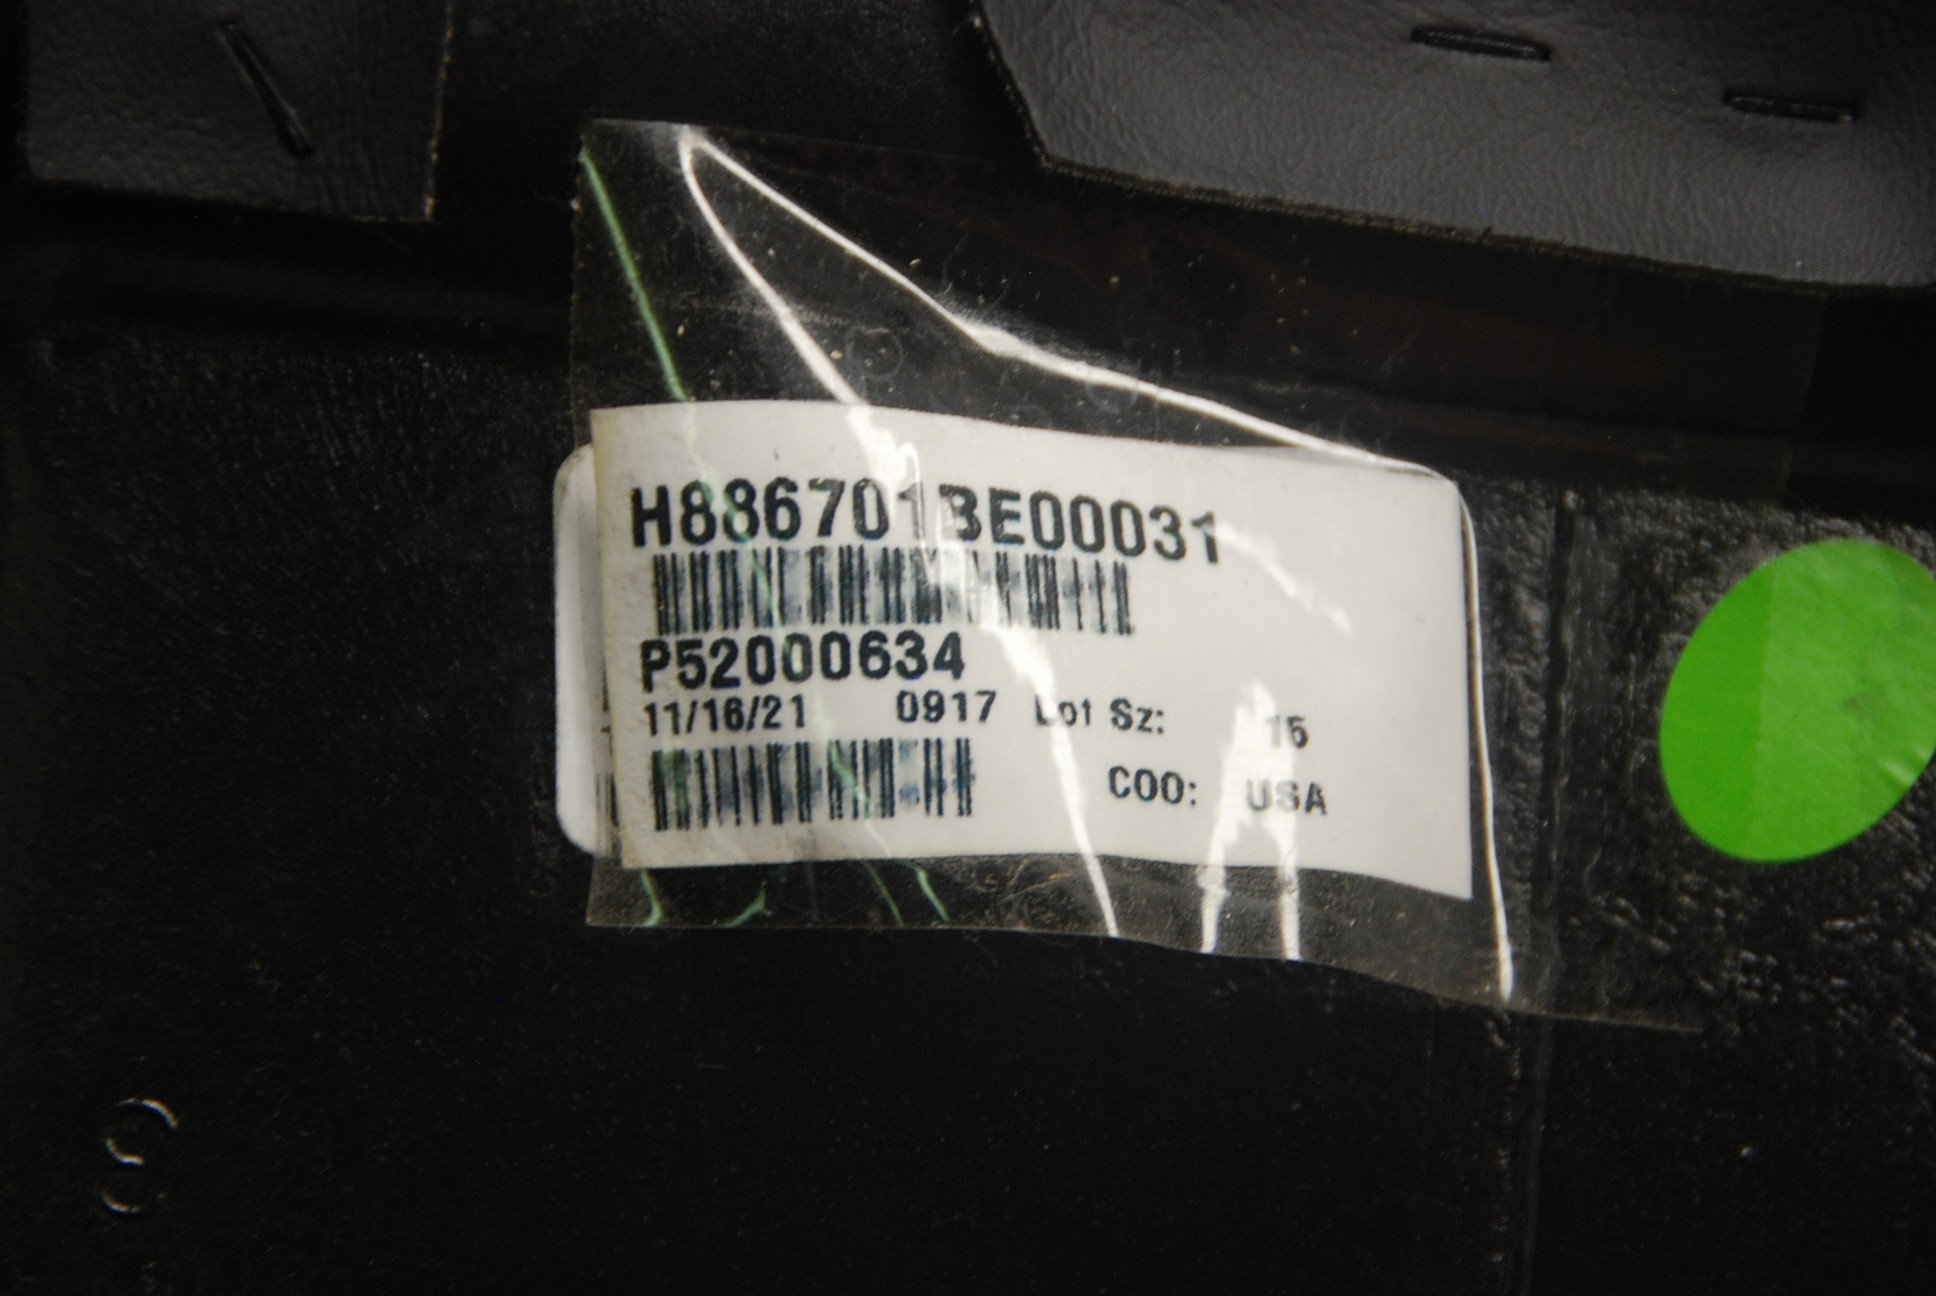 H886701BE00031
P52000634
11/16/21 0917 Lot Sz: 15
COO: USA